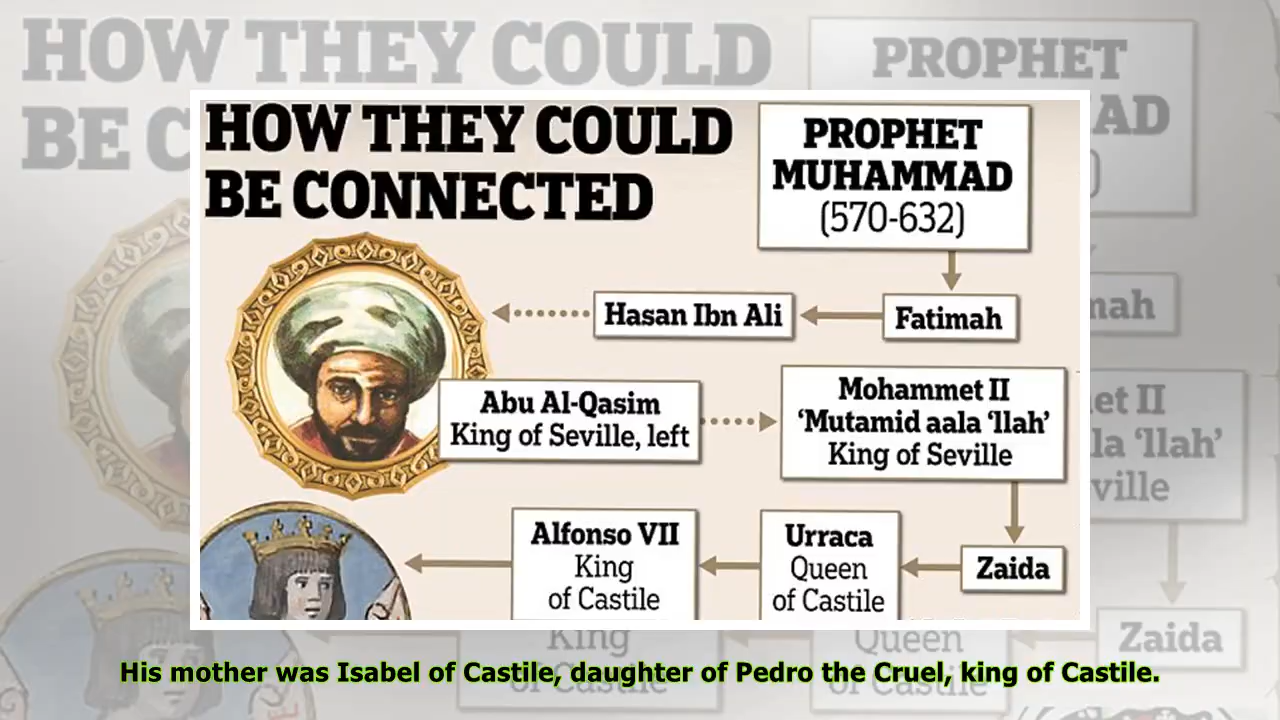 HOW THEY COULD
BE CONNECTED
PROPHET
MUHAMMAD
(570-632)
Hasan Ibn Ali
Fatimah
Abu Al-Qasim
King of Seville, left
Mohammet II
‘Mutamid aala ‘llah’
King of Seville
Alfonso VII
King
of Castile
Urraca
Queen
of Castile
Zaida
His mother was Isabel of Castile, daughter of Pedro the Cruel, king of Castile.